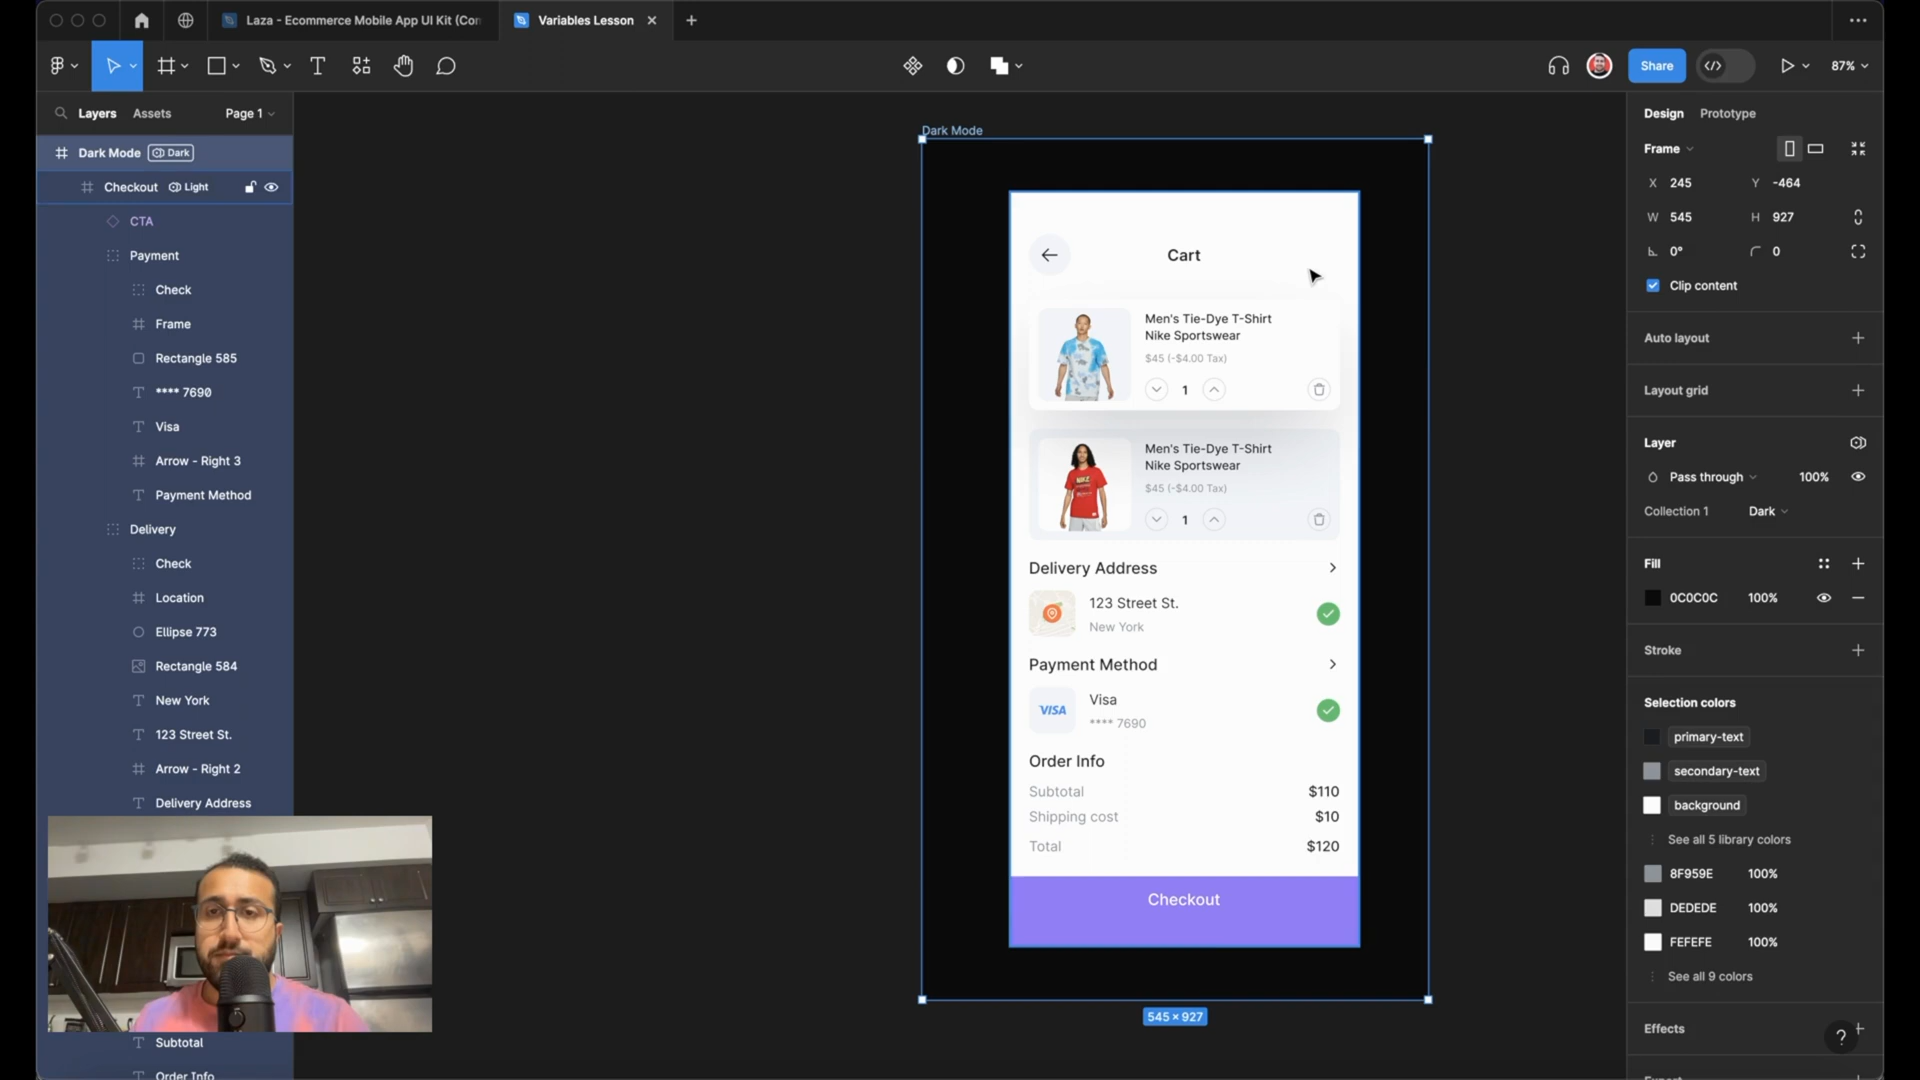 Laza - Ecommerce Mobile App UI Kit (Con
Variables Lesson
Share
87%
Layers
Assets
Page 1
Dark Mode
Dark
Checkout
Light
CTA
Payment
Check
Frame
Rectangle 585
**** 7690
Visa
Arrow - Right 3
Payment Method
Delivery
Check
Location
Ellipse 773
Rectangle 584
New York
123 Street St.
Arrow - Right 2
Delivery Address
Subtotal
Order Info
Dark Mode
Cart
Men's Tie-Dye T-Shirt
Nike Sportswear
$45 (-$4.00 Tax)
1
Men's Tie-Dye T-Shirt
Nike Sportswear
$45 (-$4.00 Tax)
1
Delivery Address
123 Street St.
New York
Payment Method
VISA
Visa
**** 7690
Order Info
Subtotal
$110
Shipping cost
$10
Total
$120
Checkout
545 × 927
Design
Prototype
Frame
X 245
Y -464
W 545
H 927
0°
0
Clip content
Auto layout
Layout grid
Layer
Pass through
100%
Collection 1
Dark
Fill
0C0C0C
100%
Stroke
Selection colors
primary-text
secondary-text
background
See all 5 library colors
8F959E
100%
DEDEDE
100%
FEFEFE
100%
See all 9 colors
Effects
?
Export